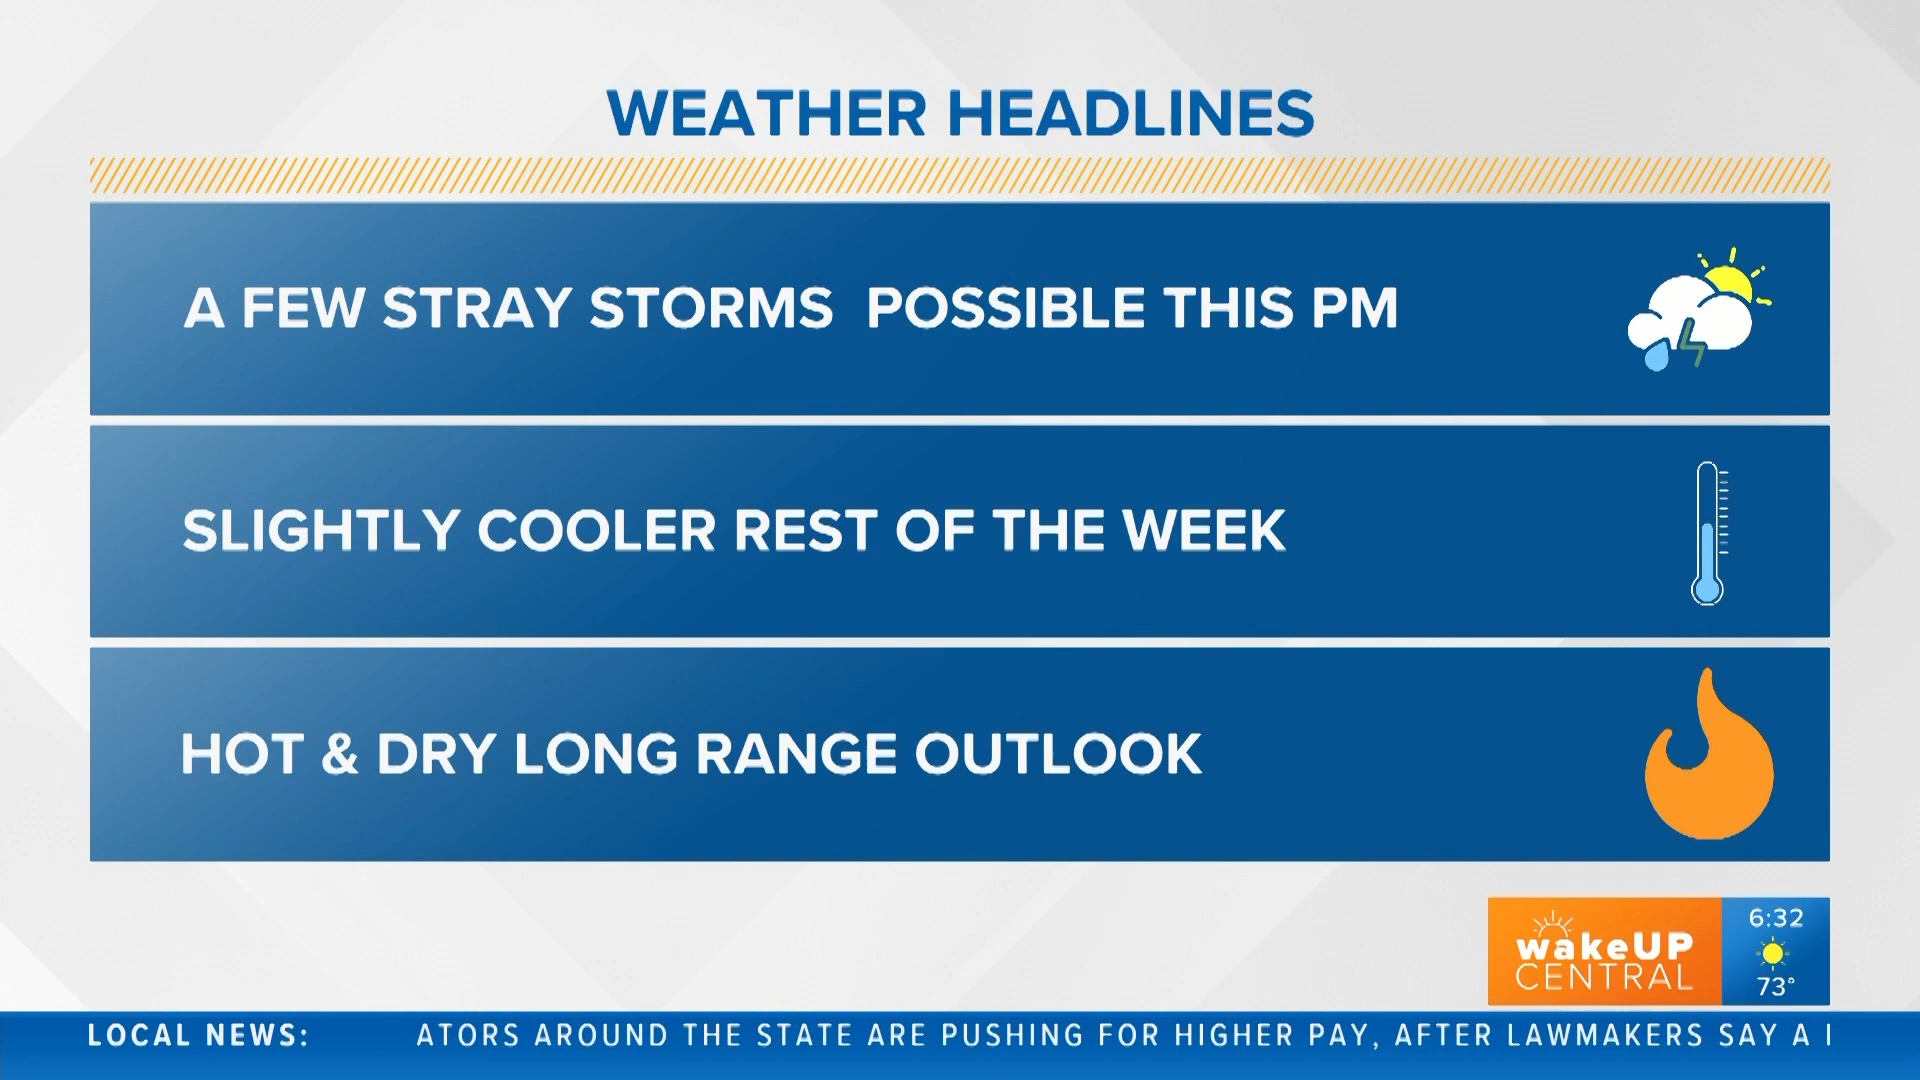 WEATHER HEADLINES
A FEW STRAY STORMS  POSSIBLE THIS PM
SLIGHTLY COOLER REST OF THE WEEK
HOT & DRY LONG RANGE OUTLOOK
wakeUP
CENTRAL
6:32
73°
LOCAL NEWS: ATORS AROUND THE STATE ARE PUSHING FOR HIGHER PAY, AFTER LAWMAKERS SAY A